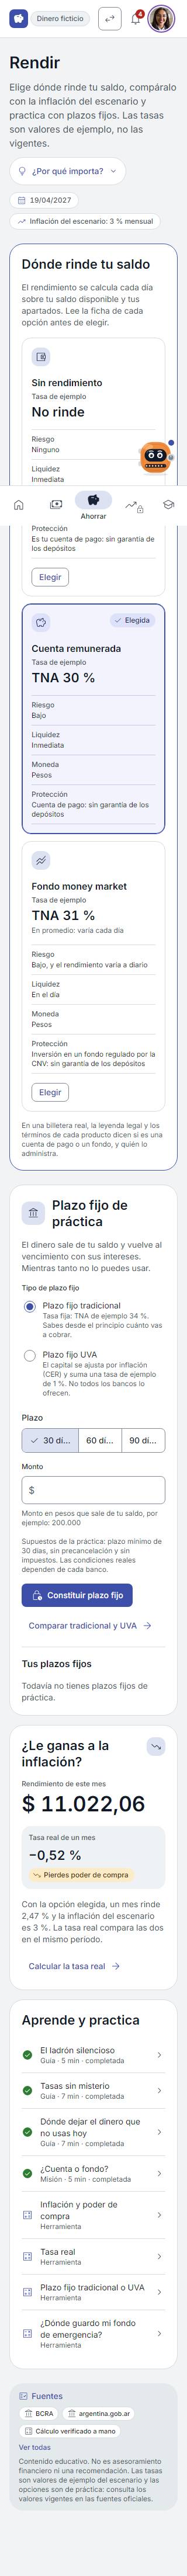 Dinero ficticio
4
Rendir
Elige dónde rinde tu saldo, compáralo
con la inflación del escenario y
practica con plazos fijos. Las tasas
son valores de ejemplo, no las
vigentes.
¿Por qué importa?
19/04/2027
Inflación del escenario: 3 % mensual
Dónde rinde tu saldo
El rendimiento se calcula cada día
sobre tu saldo disponible y tus
apartados. Lee la ficha de cada
opción antes de elegir.
Sin rendimiento
Tasa de ejemplo
No rinde
Riesgo
Ninguno
Liquidez
Inmediata
Ahorrar
Protección
Es tu cuenta de pago: sin garantía de
los depósitos
Elegir
Elegida
Cuenta remunerada
Tasa de ejemplo
TNA 30 %
Riesgo
Bajo
Liquidez
Inmediata
Moneda
Pesos
Protección
Cuenta de pago: sin garantía de los
depósitos
Fondo money market
Tasa de ejemplo
TNA 31 %
En promedio: varía cada día
Riesgo
Bajo, y el rendimiento varía a diario
Liquidez
En el día
Moneda
Pesos
Protección
Inversión en un fondo regulado por la
CNV: sin garantía de los depósitos
Elegir
En una billetera real, la leyenda legal y los
términos de cada producto dicen si es una
cuenta de pago o un fondo, y quién lo
administra.
Plazo fijo de
práctica
El dinero sale de tu saldo y vuelve al
vencimiento con sus intereses.
Mientras tanto no lo puedes usar.
Tipo de plazo fijo
Plazo fijo tradicional
Tasa fija: TNA de ejemplo 34 %.
Sabes desde el principio cuánto vas
a cobrar.
Plazo fijo UVA
El capital se ajusta por inflación
(CER) y suma una tasa de ejemplo
de 1 %. No todos los bancos lo
ofrecen.
Plazo
30 dí...
60 dí...
90 dí...
Monto
$
Monto en pesos que sale de tu saldo, por
ejemplo: 200.000
Supuestos de la práctica: plazo mínimo de
30 días, sin precancelación y sin
impuestos. Las condiciones reales
dependen de cada banco.
Constituir plazo fijo
Comparar tradicional y UVA
Tus plazos fijos
Todavía no tienes plazos fijos de
práctica.
¿Le ganas a la
inflación?
Rendimiento de este mes
$ 11.022,06
Tasa real de un mes
−0,52 %
Pierdes poder de compra
Con la opción elegida, un mes rinde
2,47 % y la inflación del escenario
es 3 %. La tasa real compara las dos
en el mismo período.
Calcular la tasa real
Aprende y practica
El ladrón silencioso
Guía · 5 min · completada
Tasas sin misterio
Guía · 7 min · completada
Dónde dejar el dinero que
no usas hoy
Guía · 7 min · completada
¿Cuenta o fondo?
Misión · 5 min · completada
Inflación y poder de
compra
Herramienta
Tasa real
Herramienta
Plazo fijo tradicional o UVA
Herramienta
¿Dónde guardo mi fondo
de emergencia?
Herramienta
Fuentes
BCRA
argentina.gob.ar
Cálculo verificado a mano
Ver todas
Contenido educativo. No es asesoramiento
financiero ni una recomendación. Las tasas
son valores de ejemplo del escenario y las
opciones son de práctica: consulta los
valores vigentes en las fuentes oficiales.